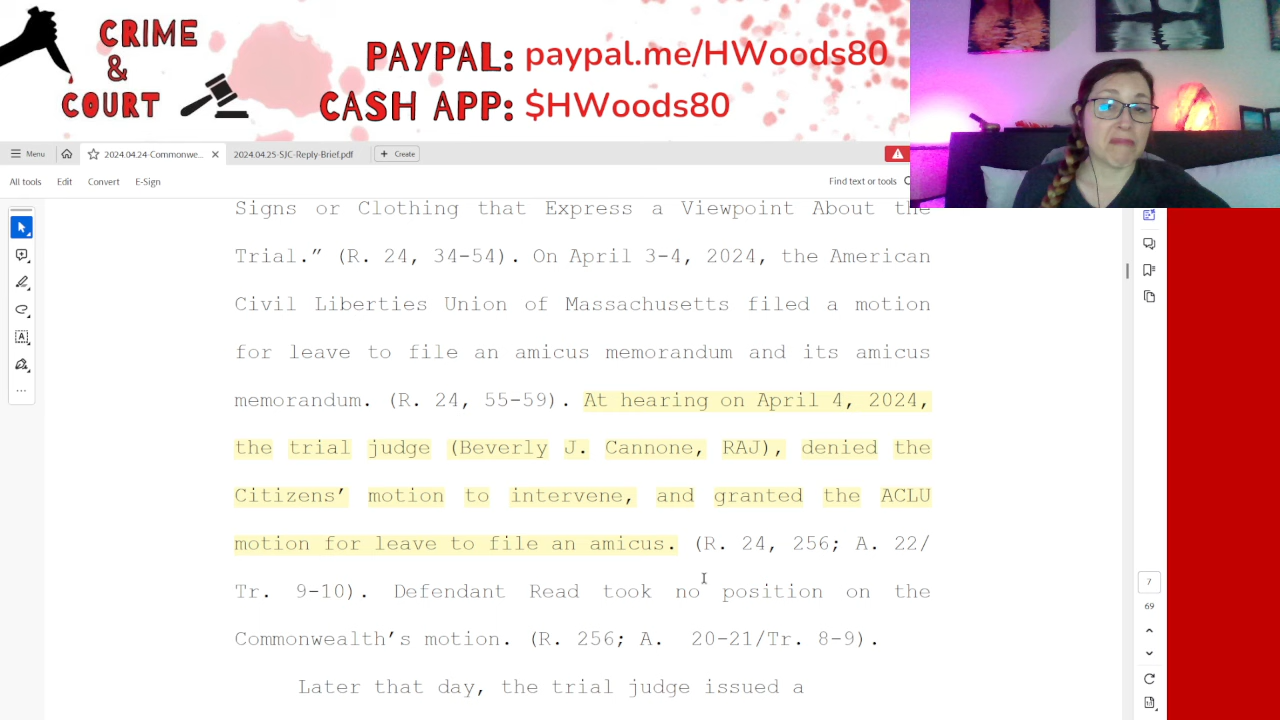 CRIME
&
COURT
PAYPAL: paypal.me/HWoods80
CASH APP: $HWoods80
Menu
2024.04.24-Commonwe...
2024.04.25-SJC-Reply-Brief.pdf
Create
All tools
Edit
Convert
E-Sign
Find text or tools
Signs or Clothing that Express a Viewpoint About the
Trial.” (R. 24, 34-54). On April 3-4, 2024, the American
Civil Liberties Union of Massachusetts filed a motion
for leave to file an amicus memorandum and its amicus
memorandum. (R. 24, 55-59). At hearing on April 4, 2024,
the trial judge (Beverly J. Cannone, RAJ), denied the
Citizens’ motion to intervene, and granted the ACLU
motion for leave to file an amicus. (R. 24, 256; A. 22/
Tr. 9-10). Defendant Read took no position on the
Commonwealth’s motion. (R. 256; A. 20-21/Tr. 8-9).
Later that day, the trial judge issued a
7
69